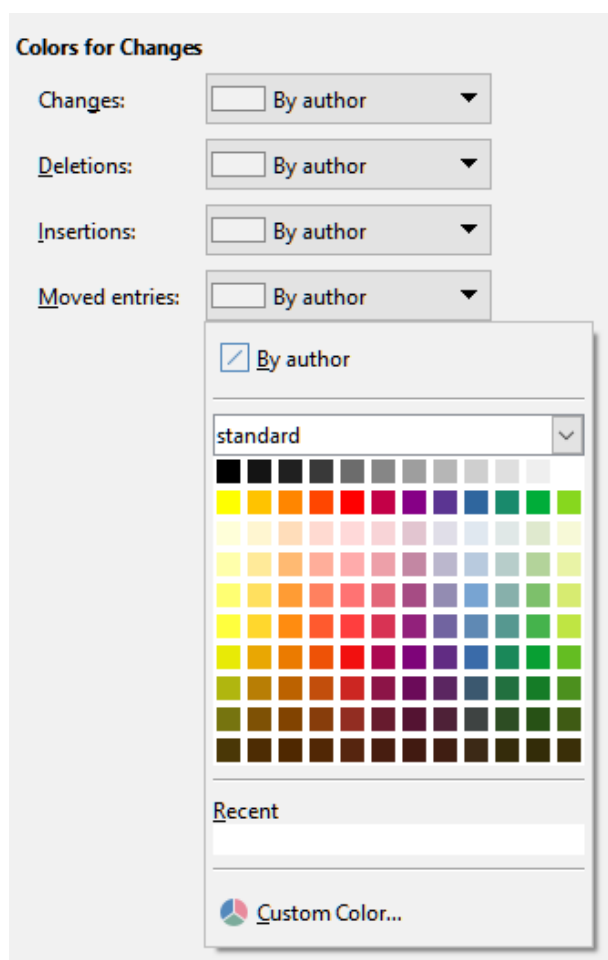 Colors for Changes
Changes: By author
Deletions: By author
Insertions: By author
Moved entries: By author
By author
standard
Recent
Custom Color...